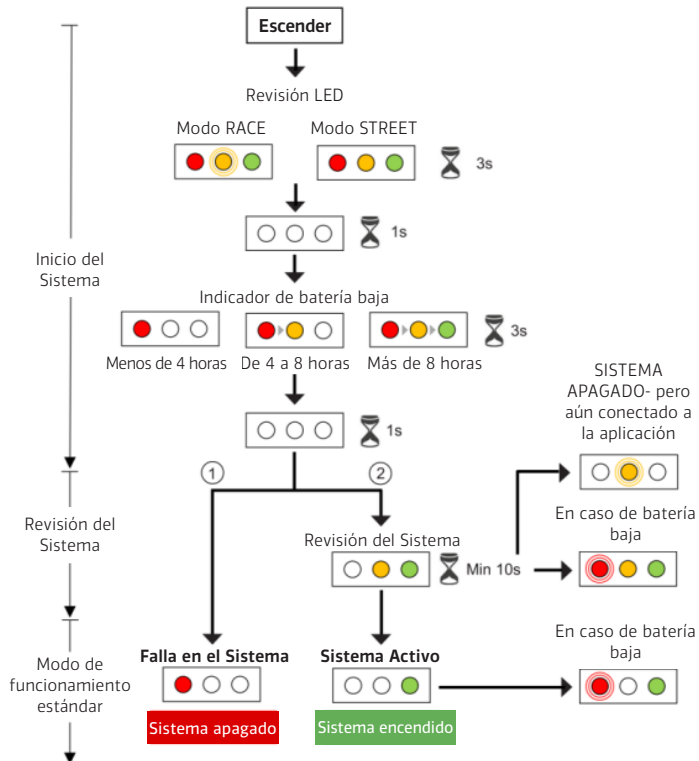 Escender
Revisión LED
Modo RACE
Modo STREET
3s
1s
Inicio del
Sistema
Indicador de batería baja
3s
Menos de 4 horas
De 4 a 8 horas
Más de 8 horas
1s
SISTEMA
APAGADO- pero
aún conectado a
la aplicación
1
2
Revisión del
Sistema
Revisión del Sistema
Min 10s
En caso de batería
baja
Modo de
funcionamiento
estándar
Falla en el Sistema
Sistema apagado
Sistema Activo
Sistema encendido
En caso de batería
baja